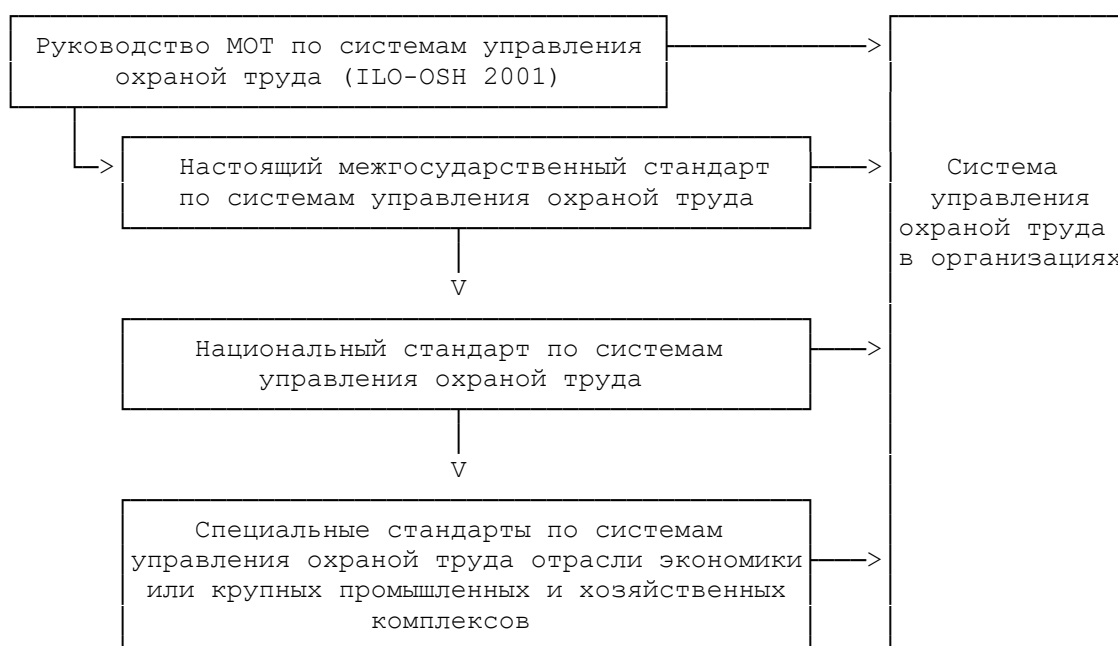 Руководство МОТ по системам управления
охраной труда (ILO-OSH 2001)
Настоящий межгосударственный стандарт
по системам управления охраной труда
Система
управления
охраной труда
в организациях
Национальный стандарт по системам
управления охраной труда
Специальные стандарты по системам
управления охраной труда отрасли экономики
или крупных промышленных и хозяйственных
комплексов